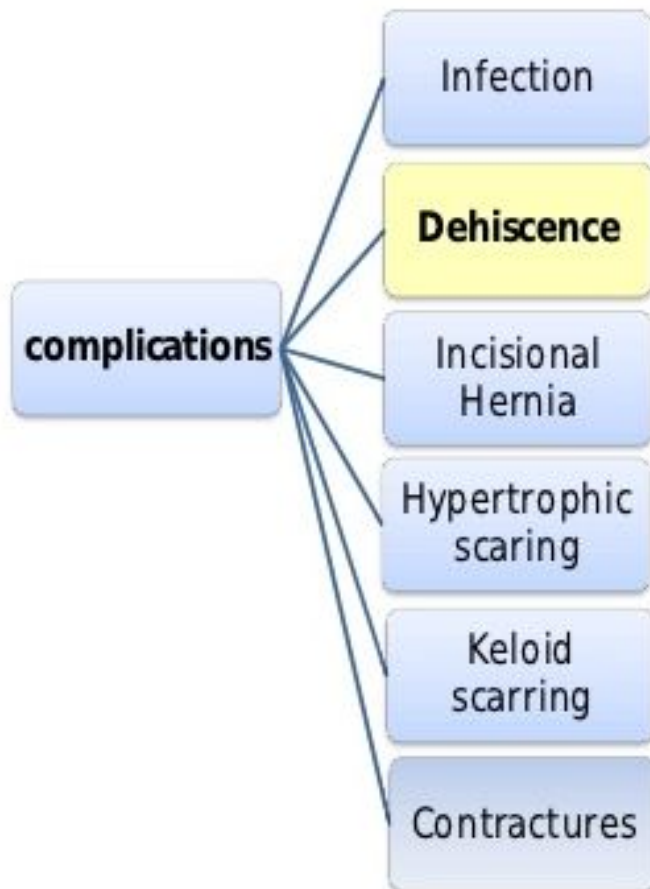 Infection
Dehiscence
complications
Incisional
Hernia
Hypertrophic
scaring
Keloid
scarring
Contractures